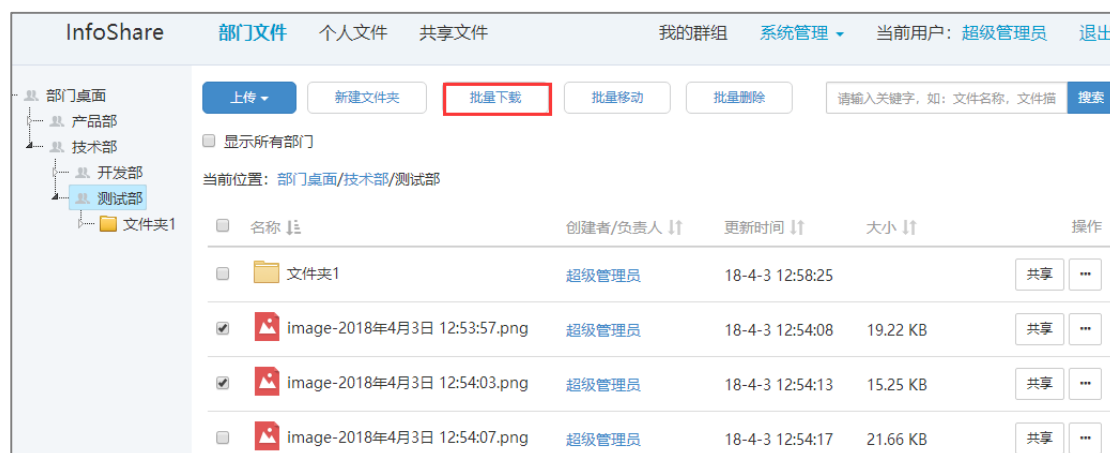 InfoShare 部门文件 个人文件 共享文件 我的群组 系统管理 当前用户：超级管理员 退出
部门桌面
产品部
技术部
开发部
测试部
文件夹1
上传 新建文件夹 批量下载 批量移动 批量删除 请输入关键字，如：文件名称，文件描 搜索
显示所有部门
当前位置：部门桌面/技术部/测试部
名称 创建者/负责人 更新时间 大小 操作
文件夹1 超级管理员 18-4-3 12:58:25 共享 ···
image-2018年4月3日 12:53:57.png 超级管理员 18-4-3 12:54:08 19.22 KB 共享 ···
image-2018年4月3日 12:54:03.png 超级管理员 18-4-3 12:54:13 15.25 KB 共享 ···
image-2018年4月3日 12:54:07.png 超级管理员 18-4-3 12:54:17 21.66 KB 共享 ···